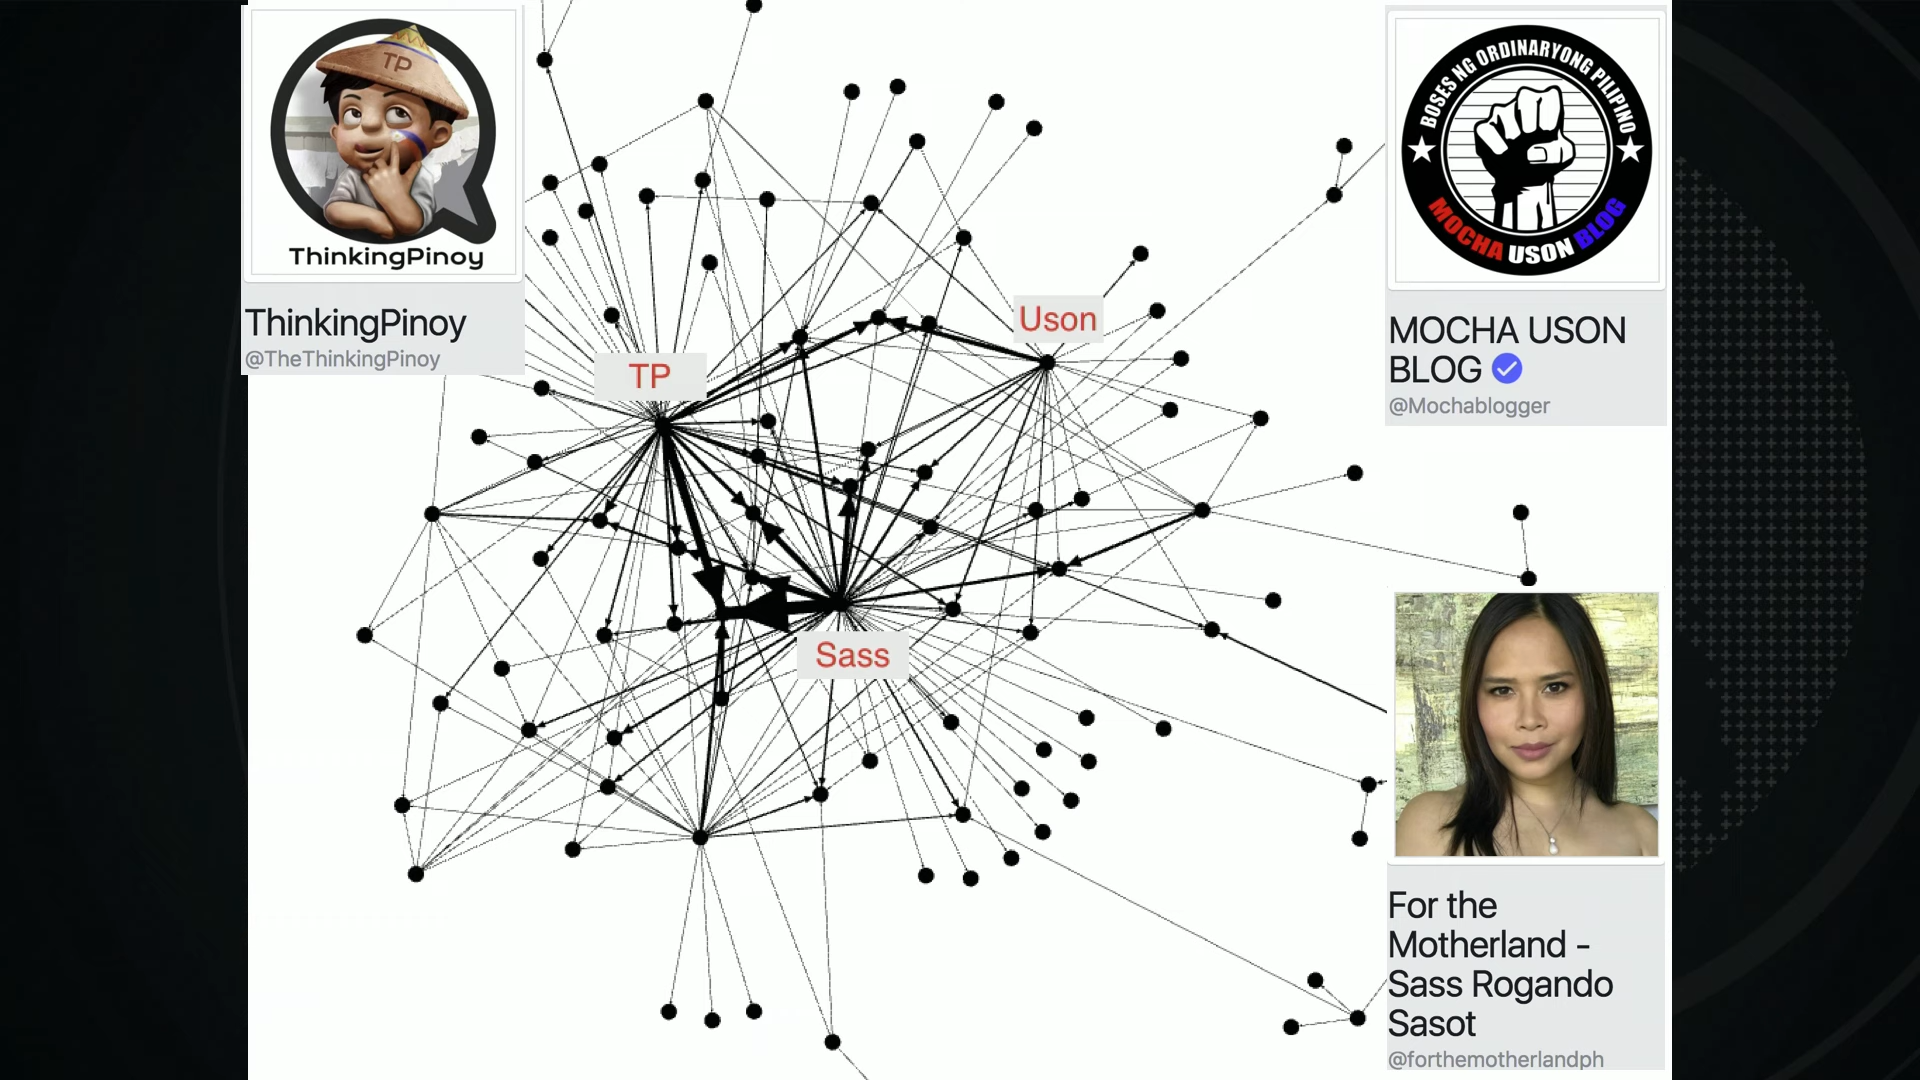 TP
ThinkingPinoy
ThinkingPinoy
@TheThinkingPinoy
TP
Uson
Sass
BOSES NG ORDINARYONG PILIPINO
MOCHA USON BLOG
MOCHA USON
BLOG
@Mochablogger
For the
Motherland -
Sass Rogando
Sasot
@forthemotherlandph